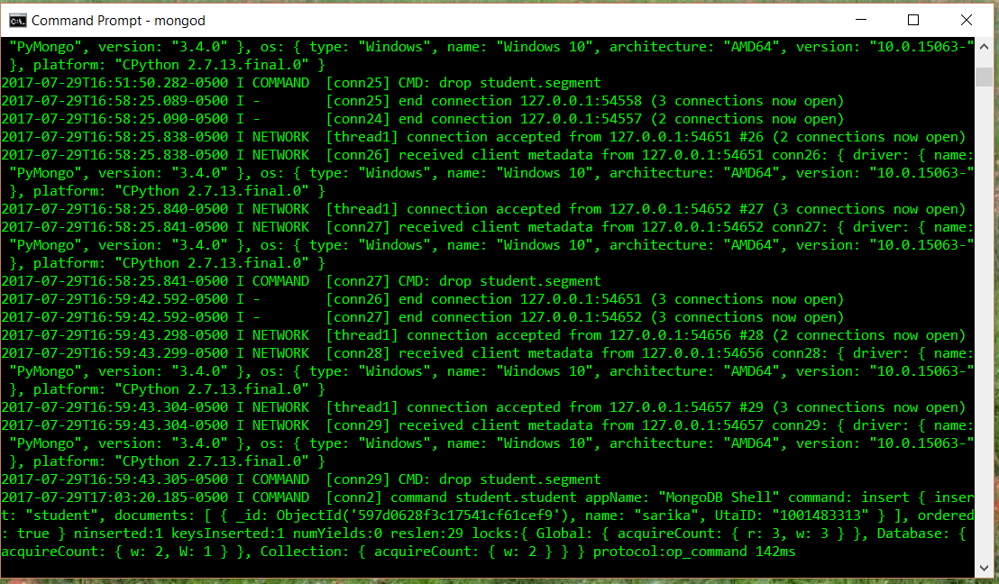 Command Prompt - mongod
"PyMongo", version: "3.4.0" }, os: { type: "Windows", name: "Windows 10", architecture: "AMD64", version: "10.0.15063-"
}, platform: "CPython 2.7.13.final.0" }
2017-07-29T16:51:50.282-0500 I COMMAND  [conn25] CMD: drop student.segment
2017-07-29T16:58:25.089-0500 I -        [conn25] end connection 127.0.0.1:54558 (3 connections now open)
2017-07-29T16:58:25.090-0500 I -        [conn24] end connection 127.0.0.1:54557 (2 connections now open)
2017-07-29T16:58:25.838-0500 I NETWORK  [thread1] connection accepted from 127.0.0.1:54651 #26 (2 connections now open)
2017-07-29T16:58:25.838-0500 I NETWORK  [conn26] received client metadata from 127.0.0.1:54651 conn26: { driver: { name:
"PyMongo", version: "3.4.0" }, os: { type: "Windows", name: "Windows 10", architecture: "AMD64", version: "10.0.15063-"
}, platform: "CPython 2.7.13.final.0" }
2017-07-29T16:58:25.840-0500 I NETWORK  [thread1] connection accepted from 127.0.0.1:54652 #27 (3 connections now open)
2017-07-29T16:58:25.841-0500 I NETWORK  [conn27] received client metadata from 127.0.0.1:54652 conn27: { driver: { name:
"PyMongo", version: "3.4.0" }, os: { type: "Windows", name: "Windows 10", architecture: "AMD64", version: "10.0.15063-"
}, platform: "CPython 2.7.13.final.0" }
2017-07-29T16:58:25.841-0500 I COMMAND  [conn27] CMD: drop student.segment
2017-07-29T16:59:42.592-0500 I -        [conn26] end connection 127.0.0.1:54651 (3 connections now open)
2017-07-29T16:59:42.592-0500 I -        [conn27] end connection 127.0.0.1:54652 (3 connections now open)
2017-07-29T16:59:43.298-0500 I NETWORK  [thread1] connection accepted from 127.0.0.1:54656 #28 (2 connections now open)
2017-07-29T16:59:43.299-0500 I NETWORK  [conn28] received client metadata from 127.0.0.1:54656 conn28: { driver: { name:
"PyMongo", version: "3.4.0" }, os: { type: "Windows", name: "Windows 10", architecture: "AMD64", version: "10.0.15063-"
}, platform: "CPython 2.7.13.final.0" }
2017-07-29T16:59:43.304-0500 I NETWORK  [thread1] connection accepted from 127.0.0.1:54657 #29 (3 connections now open)
2017-07-29T16:59:43.304-0500 I NETWORK  [conn29] received client metadata from 127.0.0.1:54657 conn29: { driver: { name:
"PyMongo", version: "3.4.0" }, os: { type: "Windows", name: "Windows 10", architecture: "AMD64", version: "10.0.15063-"
}, platform: "CPython 2.7.13.final.0" }
2017-07-29T16:59:43.305-0500 I COMMAND  [conn29] CMD: drop student.segment
2017-07-29T17:03:20.185-0500 I COMMAND  [conn2] command student.student appName: "MongoDB Shell" command: insert { inser
t: "student", documents: [ { _id: ObjectId('597d0628f3c17541cf61cef9'), name: "sarika", UtaID: "1001483313" } ], ordered
: true } ninserted:1 keysInserted:1 numYields:0 reslen:29 locks:{ Global: { acquireCount: { r: 3, w: 3 } }, Database: {
acquireCount: { w: 2, W: 1 } }, Collection: { acquireCount: { w: 2 } } } protocol:op_command 142ms